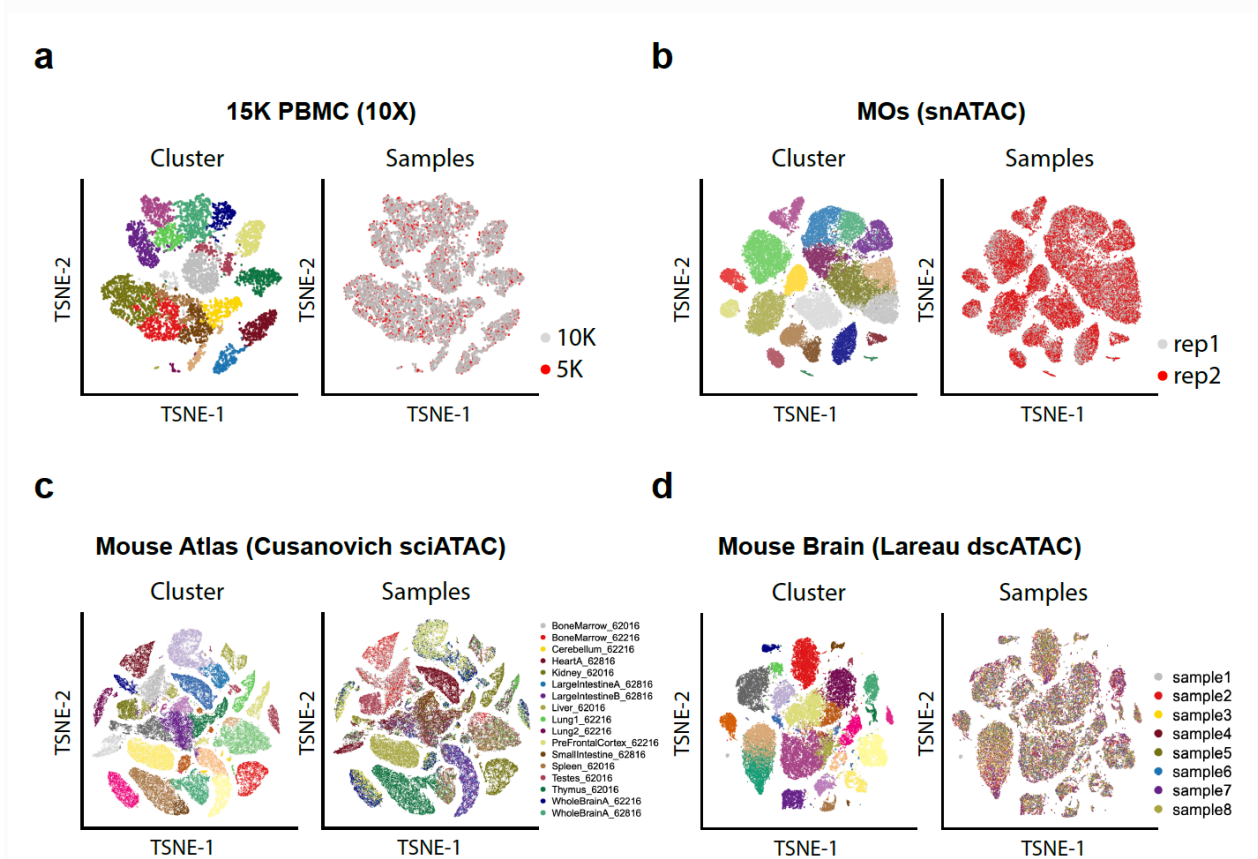 a
15K PBMC (10X)
Cluster
Samples
TSNE-2
TSNE-1
TSNE-2
TSNE-1
10K
5K
b
MOs (snATAC)
Cluster
Samples
TSNE-2
TSNE-1
TSNE-2
TSNE-1
rep1
rep2
c
Mouse Atlas (Cusanovich sciATAC)
Cluster
Samples
TSNE-2
TSNE-1
TSNE-2
TSNE-1
BoneMarrow_62016
BoneMarrow_62216
Cerebellum_62216
HeartA_62816
Kidney_62016
LargeIntestineA_62816
LargeIntestineB_62816
Liver_62016
Lung1_62216
Lung2_62216
PreFrontalCortex_62216
SmallIntestine_62816
Spleen_62016
Testes_62016
Thymus_62016
WholeBrainA_62216
WholeBrainA_62816
d
Mouse Brain (Lareau dscATAC)
Cluster
Samples
TSNE-2
TSNE-1
TSNE-2
TSNE-1
sample1
sample2
sample3
sample4
sample5
sample6
sample7
sample8